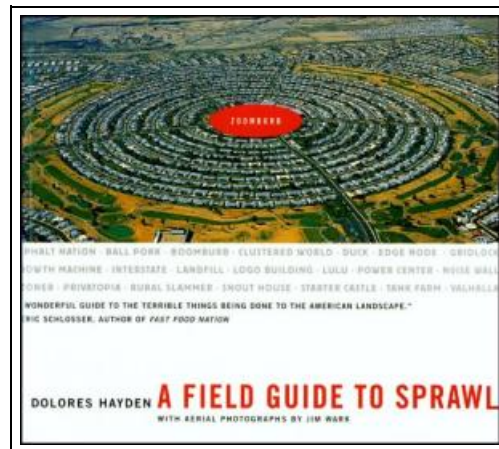 ZOOMBURB
PHALT NATION · BALL PORK · BOOMBURB · CLUSTERED WORLD · DUCK · EDGE NODE · GRIDLOCK
OWTH MACHINE · INTERSTATE · LANDFILL · LOGO BUILDING · LULU · POWER CENTER · NOISE WALL
ONER · PRIVATOPIA · RURAL SLAMMER · SNOUT HOUSE · STARTER CASTLE · TANK FARM · VALHALLA
WONDERFUL GUIDE TO THE TERRIBLE THINGS BEING DONE TO THE AMERICAN LANDSCAPE."
ERIC SCHLOSSER, AUTHOR OF FAST FOOD NATION
DOLORES HAYDEN A FIELD GUIDE TO SPRAWL
WITH AERIAL PHOTOGRAPHS BY JIM WARK